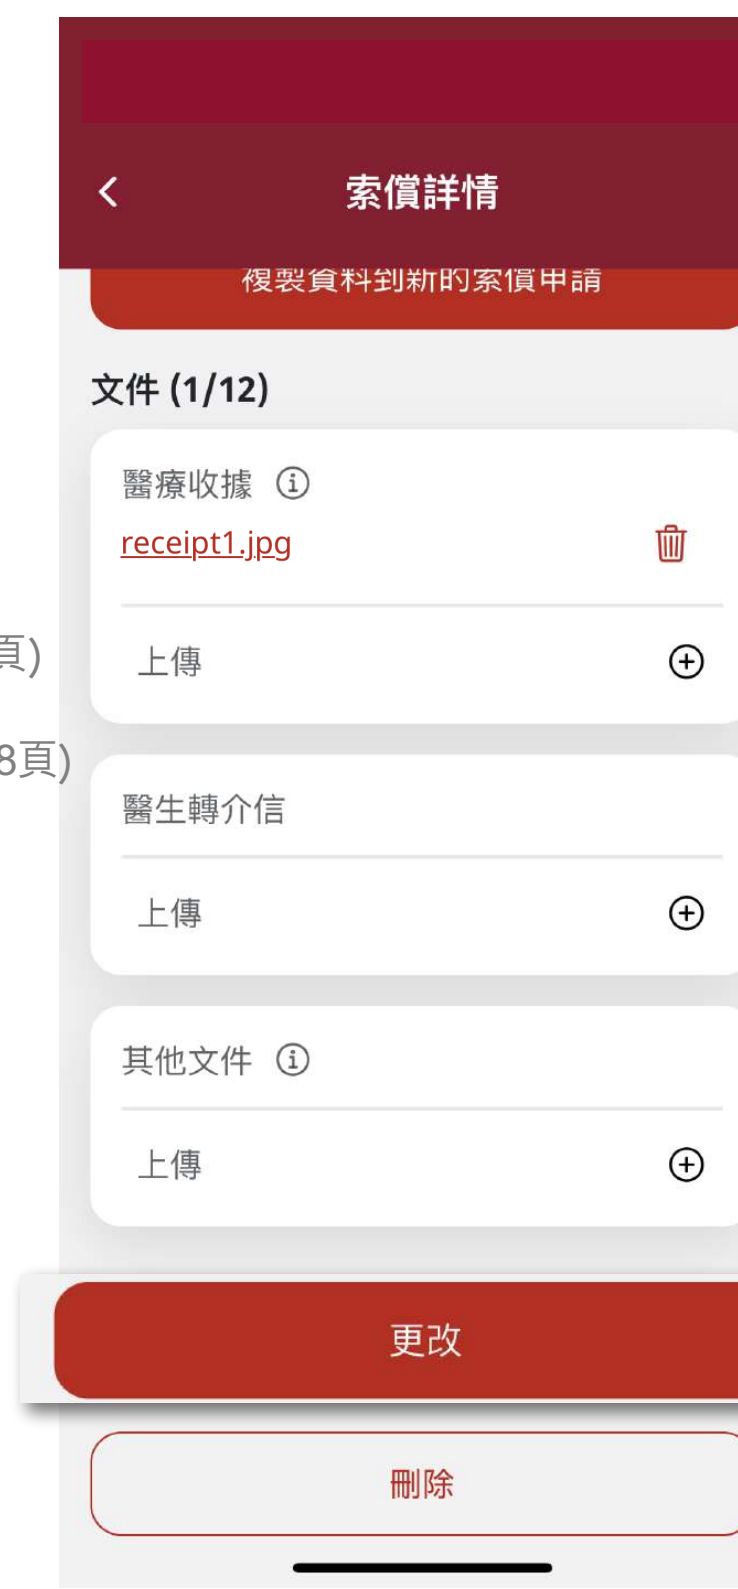 索償詳情
複製資料到新的索償申請
文件 (1/12)
醫療收據
receipt1.jpg
頁)
上傳
8頁)
醫生轉介信
上傳
其他文件
上傳
更改
刪除